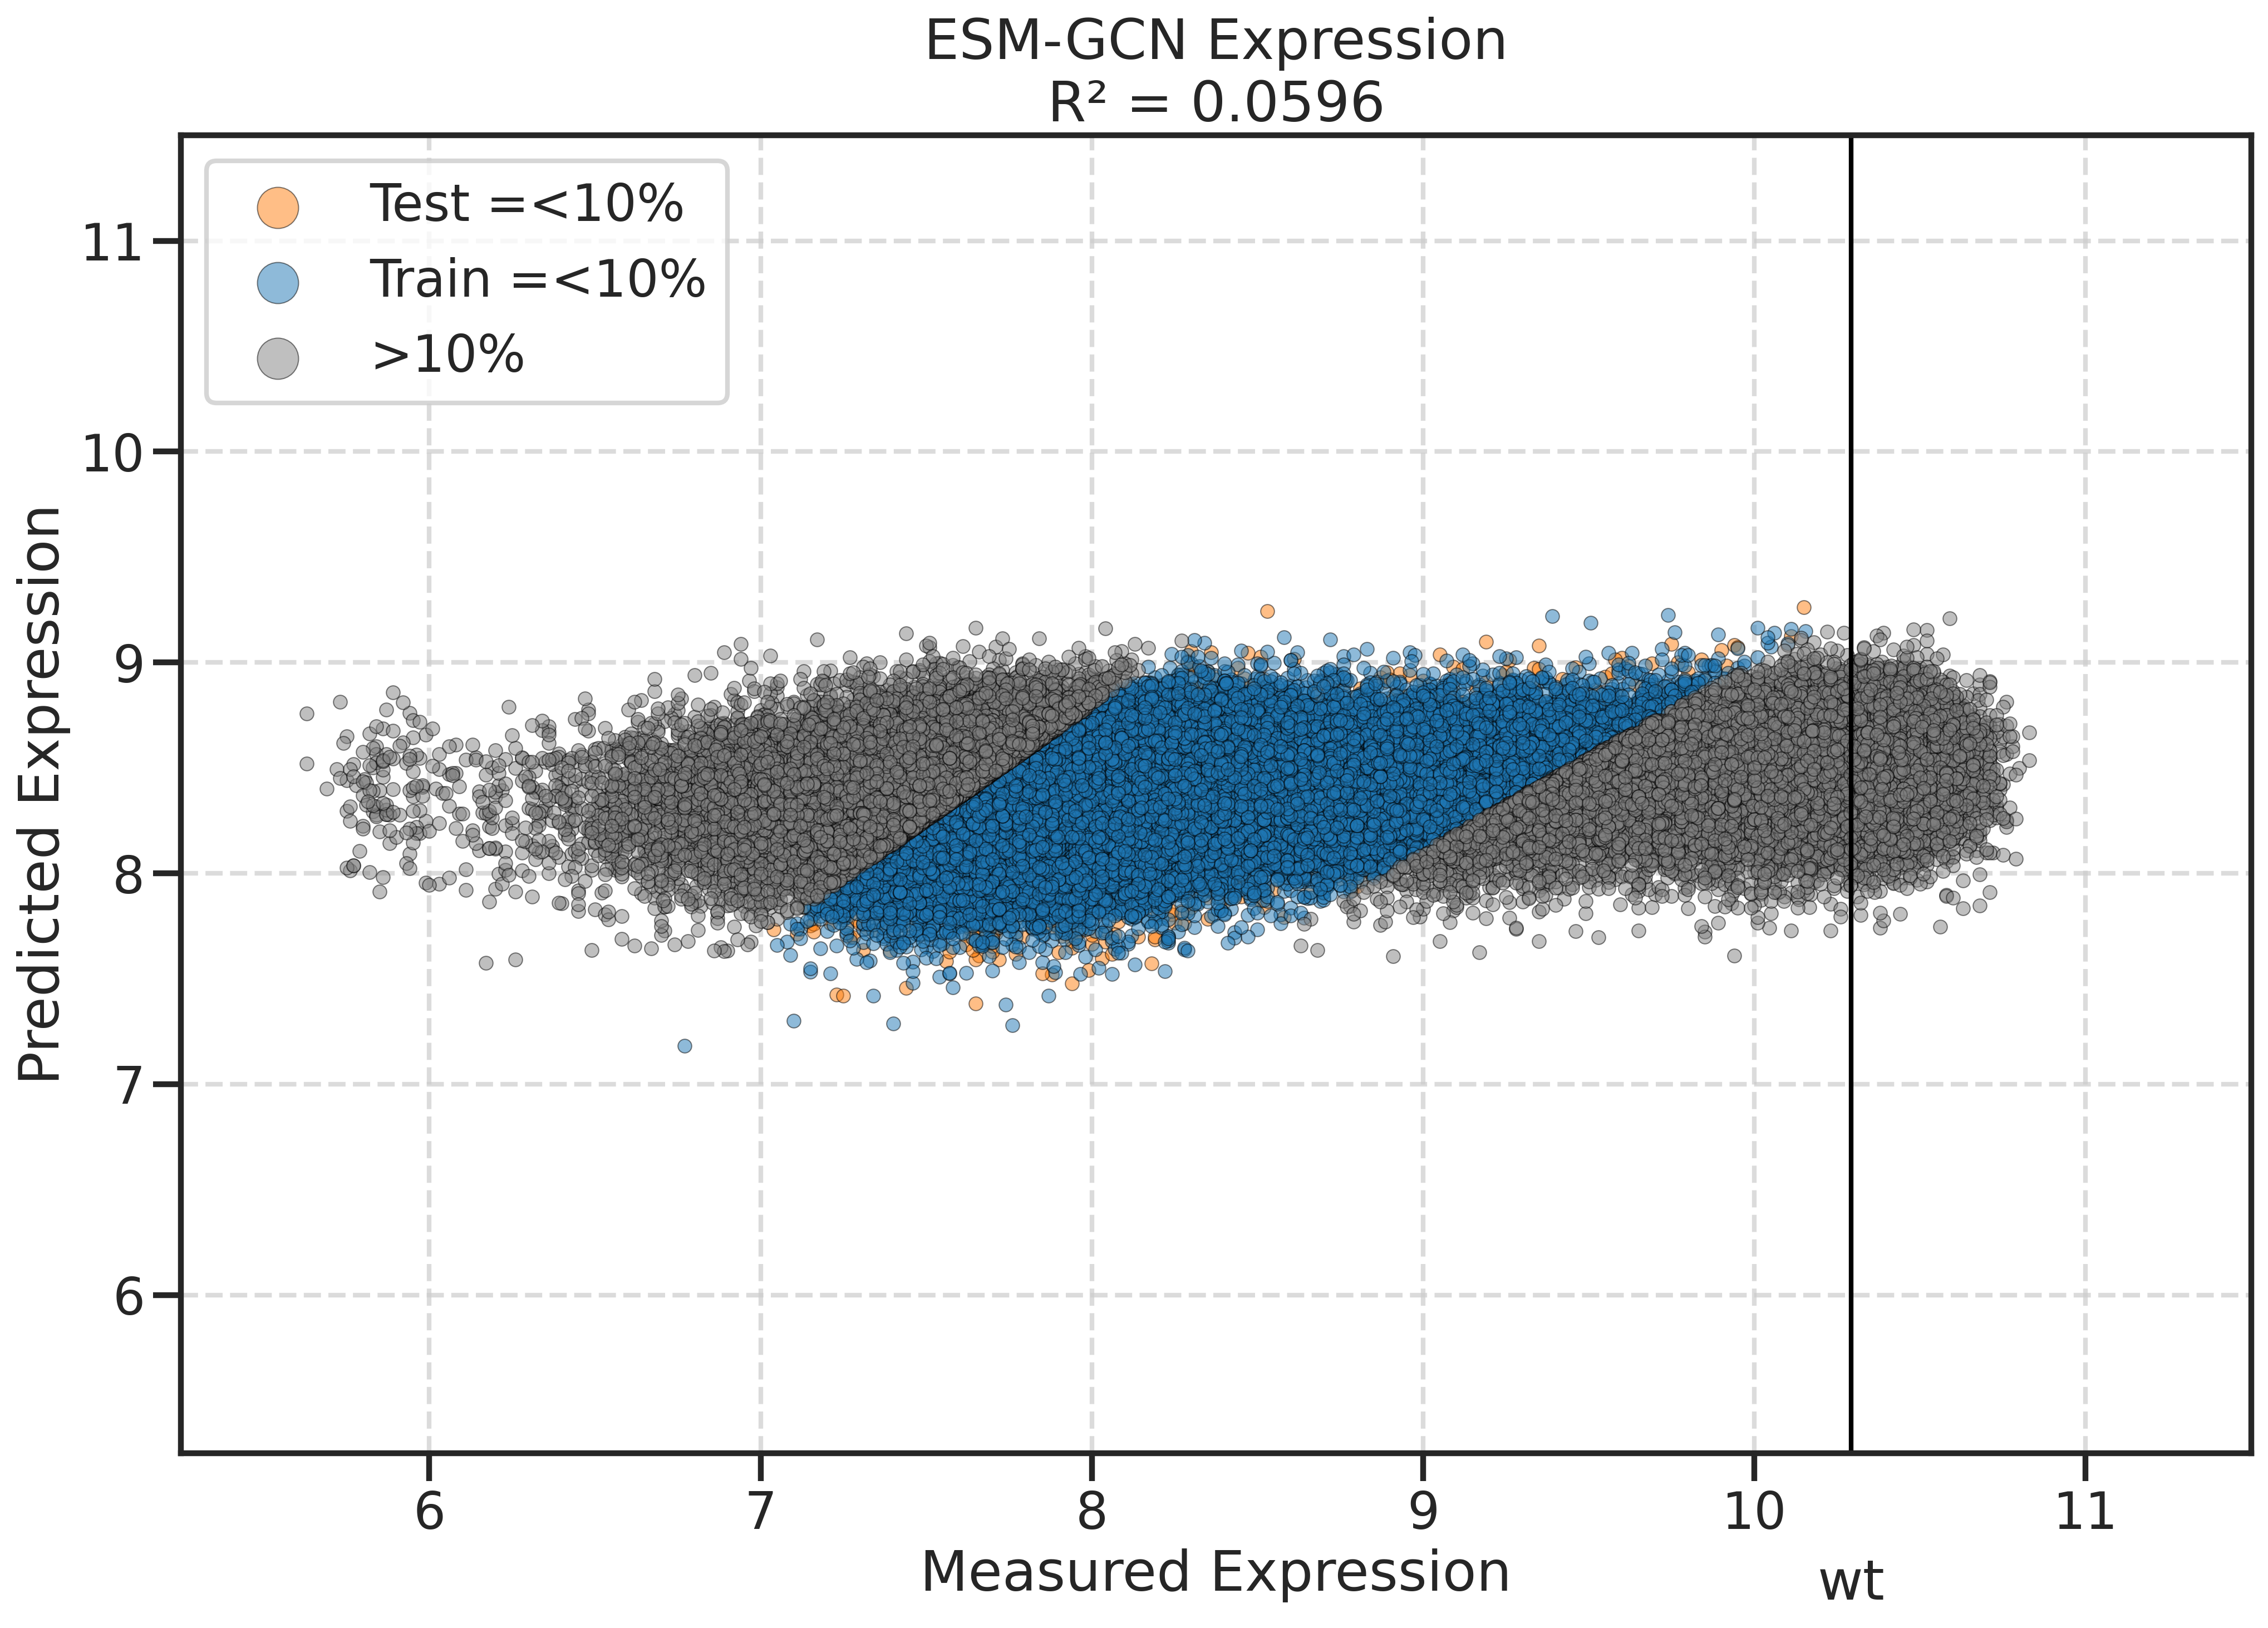 ESM-GCN Expression
R² = 0.0596
Test =<10%
Train =<10%
>10%
Predicted Expression
11
10
9
8
7
6
6 7 8 9 10 11
Measured Expression
wt